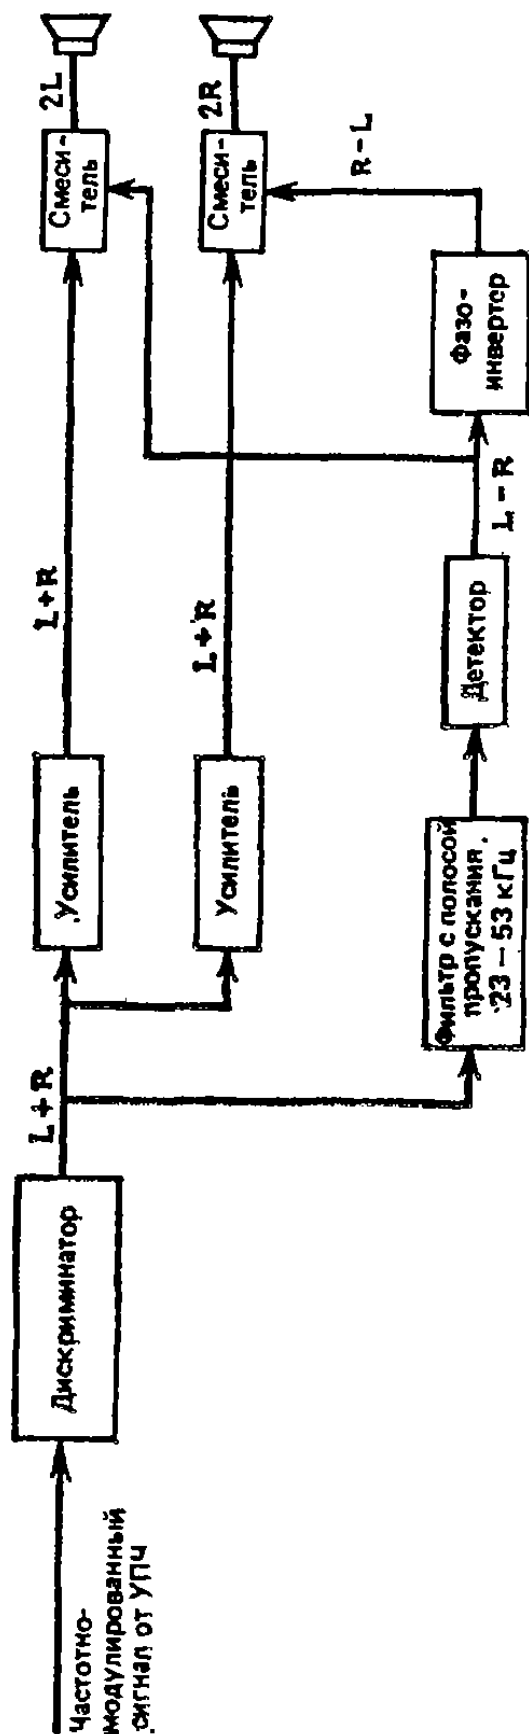 Частотно-
модулированный
сигнал от УПЧ
Дискриминатор
L+R
Усилитель
Усилитель
L+R
L+R
Смеси-
тель
2L
Смеси-
тель
2R
Фильтр с полосой
пропускания
23 – 53 кГц
Детектор
L – R
Фазо-
инвертор
R – L